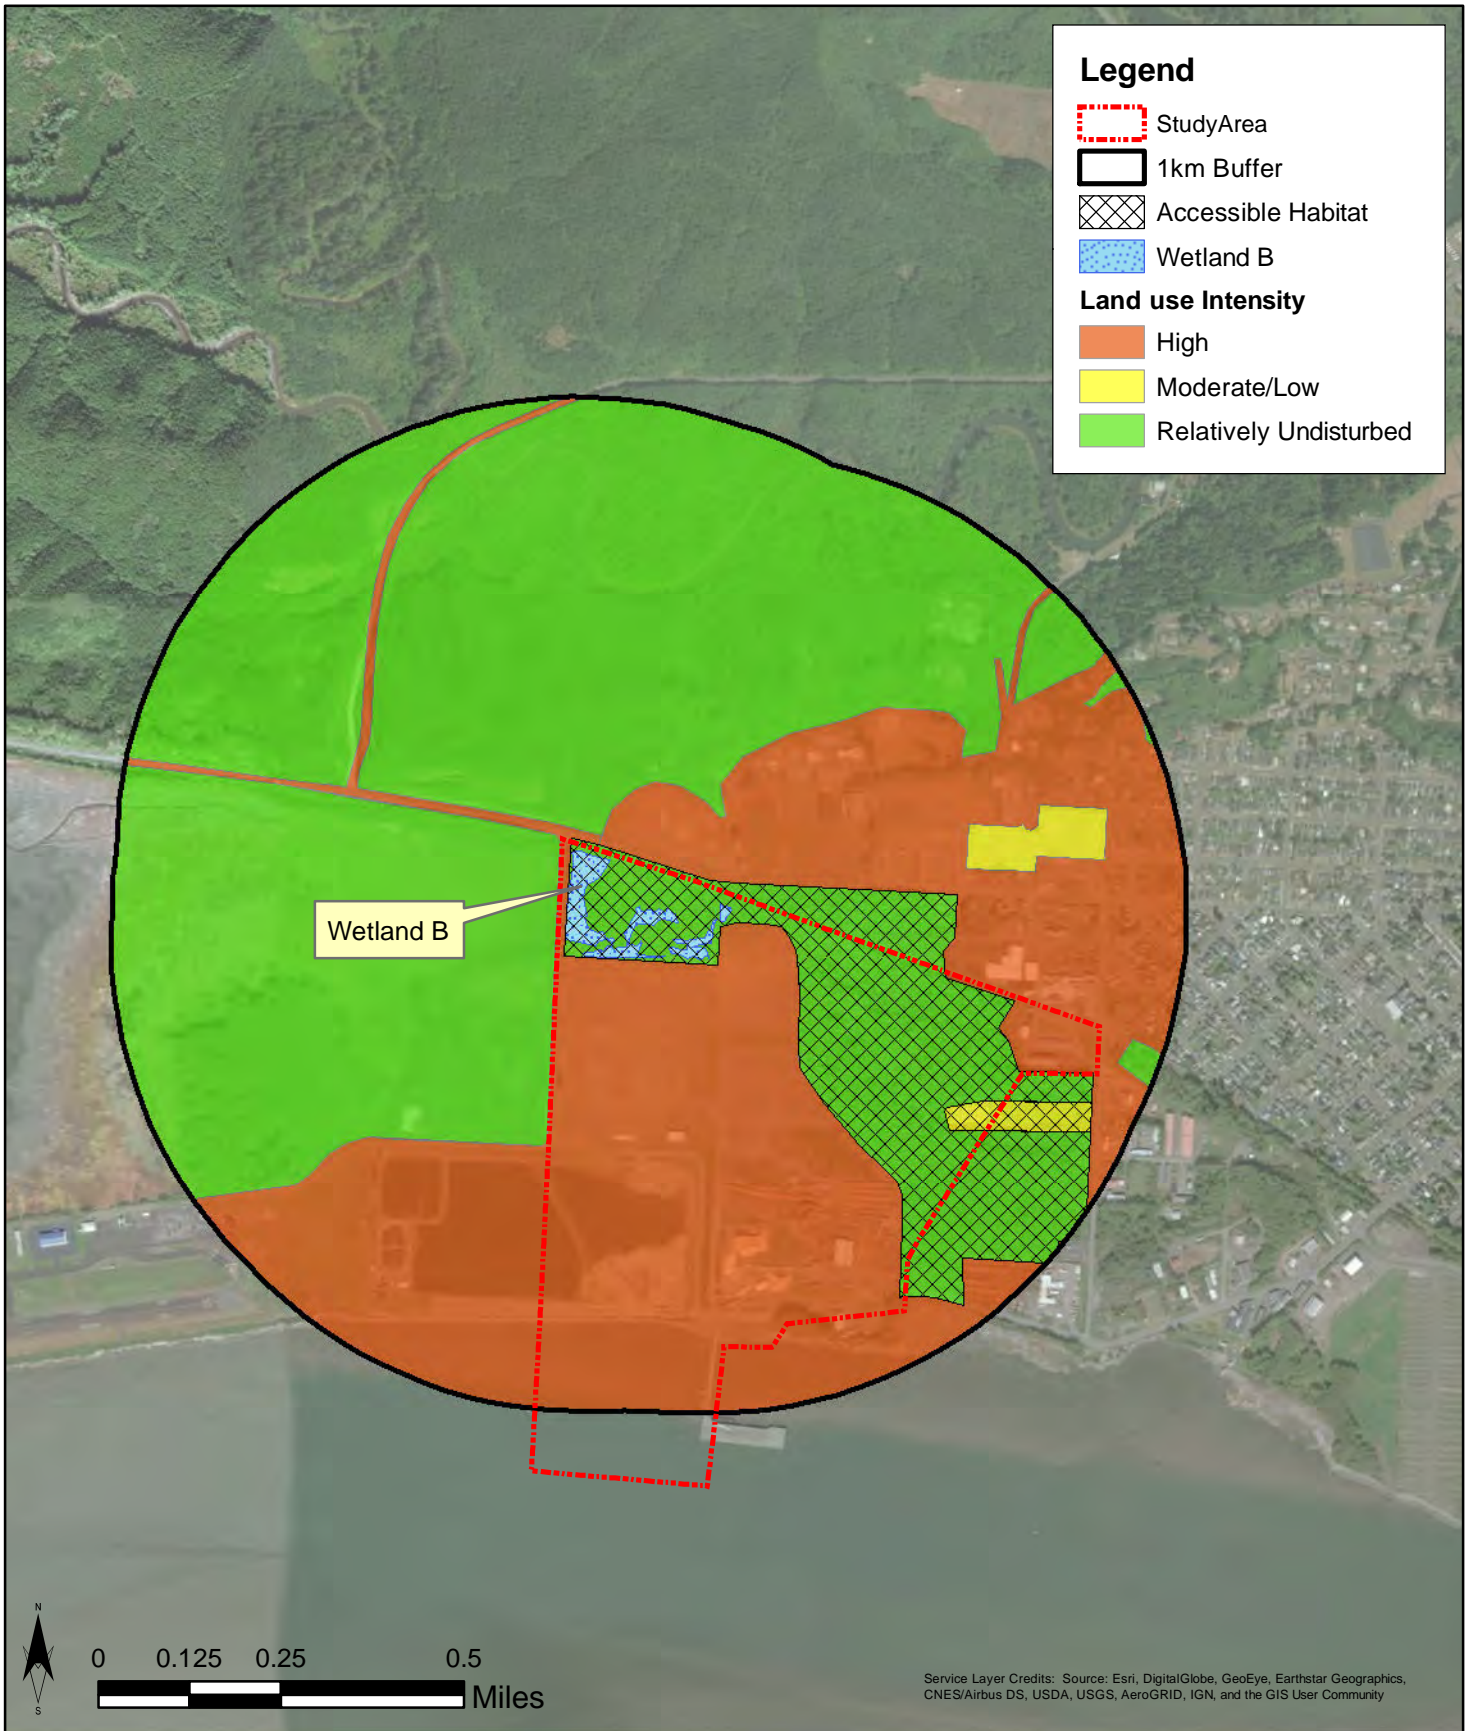 Legend
StudyArea
1km Buffer
Accessible Habitat
Wetland B
Land use Intensity
High
Moderate/Low
Relatively Undisturbed
Wetland B
N
S
0 0.125 0.25 0.5
Miles
Service Layer Credits: Source: Esri, DigitalGlobe, GeoEye, Earthstar Geographics,
CNES/Airbus DS, USDA, USGS, AeroGRID, IGN, and the GIS User Community